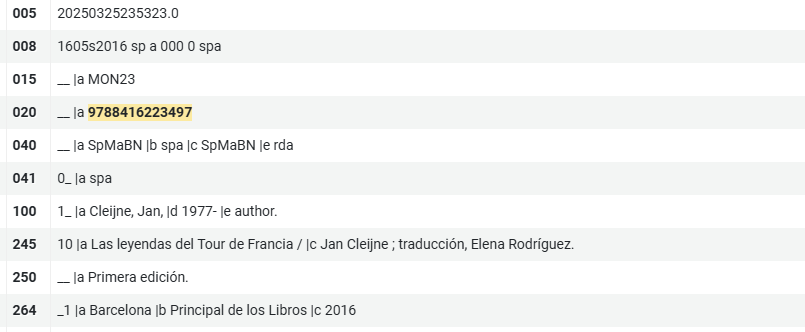 005 20250325235323.0
008 1605s2016 sp a 000 0 spa
015 __ |a MON23
020 __ |a 9788416223497
040 __ |a SpMaBN |b spa |c SpMaBN |e rda
041 0_ |a spa
100 1_ |a Cleijne, Jan, |d 1977- |e author.
245 10 |a Las leyendas del Tour de Francia / |c Jan Cleijne ; traducción, Elena Rodríguez.
250 __ |a Primera edición.
264 _1 |a Barcelona |b Principal de los Libros |c 2016